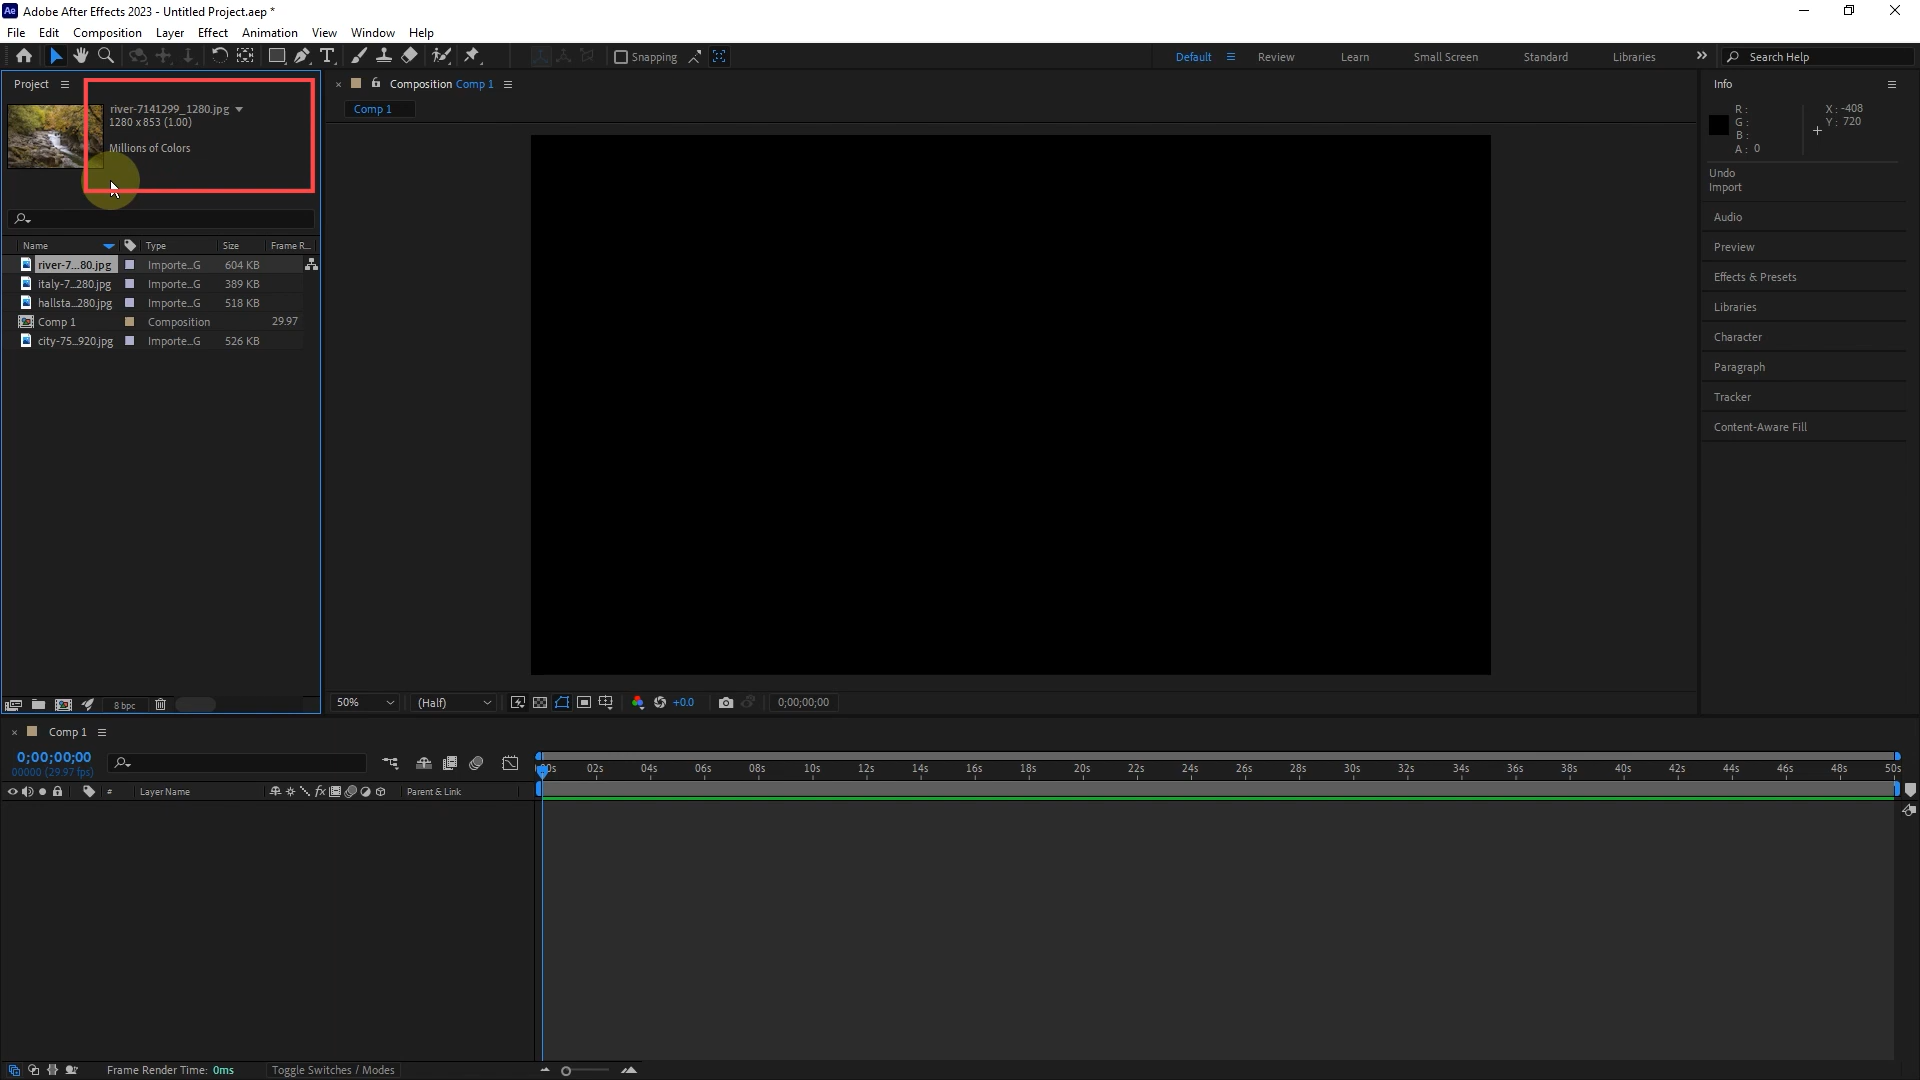 Ae Adobe After Effects 2023 - Untitled Project.aep *
File Edit Composition Layer Effect Animation View Window Help
Snapping
Default Review Learn Small Screen Standard Libraries Search Help
Project
river-7141299_1280.jpg
1280 x 853 (1.00)
Millions of Colors
Name Type Size Frame R...
river-7...80.jpg Importe...G 604 KB
italy-7...280.jpg Importe...G 389 KB
hallsta...280.jpg Importe...G 518 KB
Comp 1 Composition 29.97
city-75...920.jpg Importe...G 526 KB
8 bpc
Composition Comp 1
Comp 1
50% (Half) +0.0 0;00;00;00
Info
R :
G :
B :
A : 0
X : -408
Y : 720
Undo
Import
Audio
Preview
Effects & Presets
Libraries
Character
Paragraph
Tracker
Content-Aware Fill
Comp 1
0;00;00;00
00000 (29.97 fps)
02s 04s 06s 08s 10s 12s 14s 16s 18s 20s 22s 24s 26s 28s 30s 32s 34s 36s 38s 40s 42s 44s 46s 48s 50s
# Layer Name fx Parent & Link
Frame Render Time: 0ms Toggle Switches / Modes